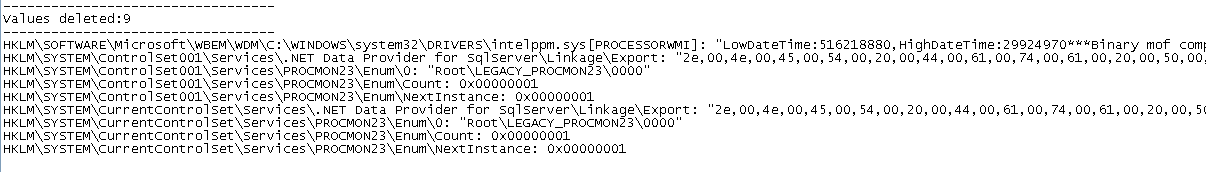 ----------------------------------
Values deleted:9
----------------------------------
HKLM\SOFTWARE\Microsoft\WBEM\WDM\C:\WINDOWS\system32\DRIVERS\intelppm.sys[PROCESSORWMI]: "LowDateTime:516218880,HighDateTime:29924970***Binary mof comp
HKLM\SYSTEM\ControlSet001\Services\.NET Data Provider for SqlServer\Linkage\Export: "2e,00,4e,00,45,00,54,00,20,00,44,00,61,00,74,00,61,00,20,00,50,00,
HKLM\SYSTEM\ControlSet001\Services\PROCMON23\Enum\0: "Root\LEGACY_PROCMON23\0000"
HKLM\SYSTEM\ControlSet001\Services\PROCMON23\Enum\Count: 0x00000001
HKLM\SYSTEM\ControlSet001\Services\PROCMON23\Enum\NextInstance: 0x00000001
HKLM\SYSTEM\CurrentControlSet\Services\.NET Data Provider for SqlServer\Linkage\Export: "2e,00,4e,00,45,00,54,00,20,00,44,00,61,00,74,00,61,00,20,00,50
HKLM\SYSTEM\CurrentControlSet\Services\PROCMON23\Enum\0: "Root\LEGACY_PROCMON23\0000"
HKLM\SYSTEM\CurrentControlSet\Services\PROCMON23\Enum\Count: 0x00000001
HKLM\SYSTEM\CurrentControlSet\Services\PROCMON23\Enum\NextInstance: 0x00000001